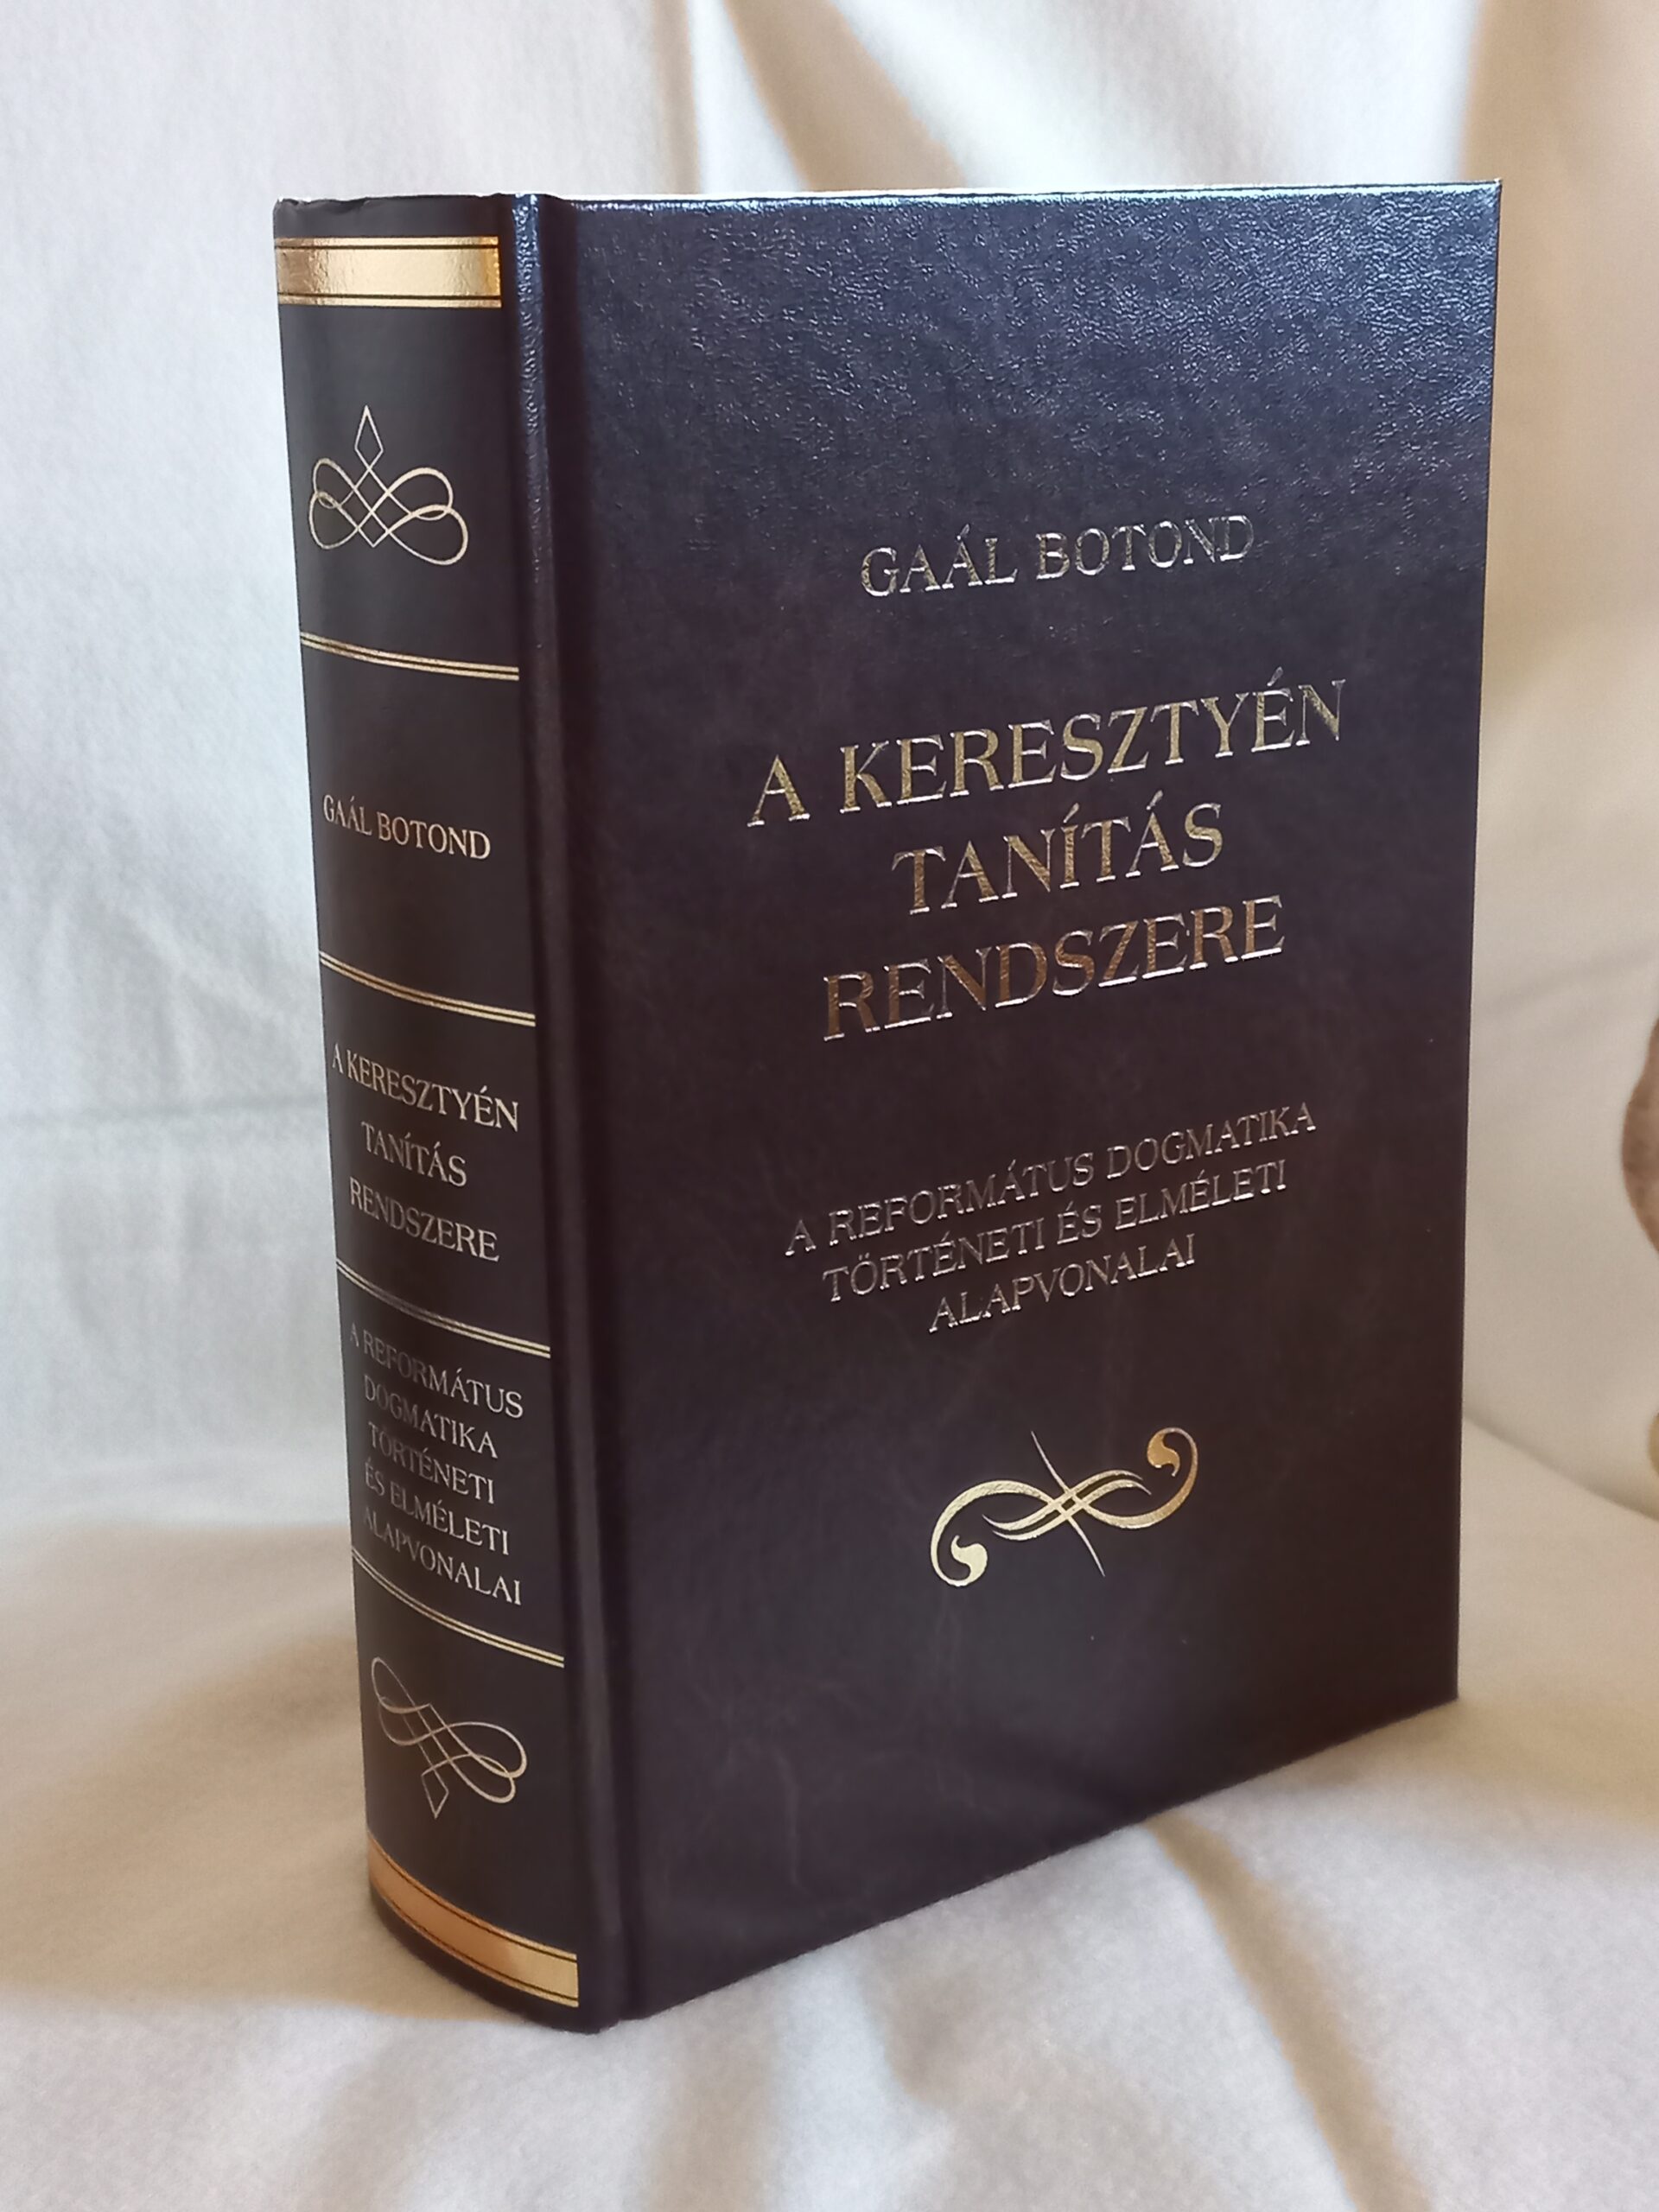 GAÁL BOTOND
A KERESZTYÉN
TANÍTÁS
RENDSZERE
A REFORMÁTUS
DOGMATIKA
TÖRTÉNETI
ÉS ELMÉLETI
ALAPVONALAI
GAÁL BOTOND
A KERESZTYÉN
TANÍTÁS
RENDSZERE
A REFORMÁTUS DOGMATIKA
TÖRTÉNETI ÉS ELMÉLETI
ALAPVONALAI